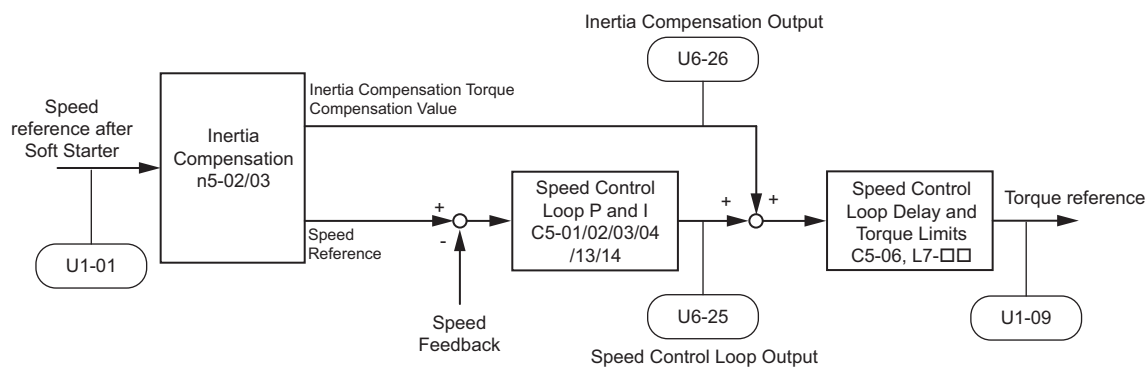 Inertia Compensation Output
U6-26
Inertia Compensation Torque
Compensation Value
Speed
reference after
Soft Starter
Inertia
Compensation
n5-02/03
U1-01
Speed
Reference
+
-
Speed
Feedback
Speed Control
Loop P and I
C5-01/02/03/04
/13/14
+
+
U6-25
Speed Control Loop Output
Speed Control
Loop Delay and
Torque Limits
C5-06, L7-□□
Torque reference
U1-09